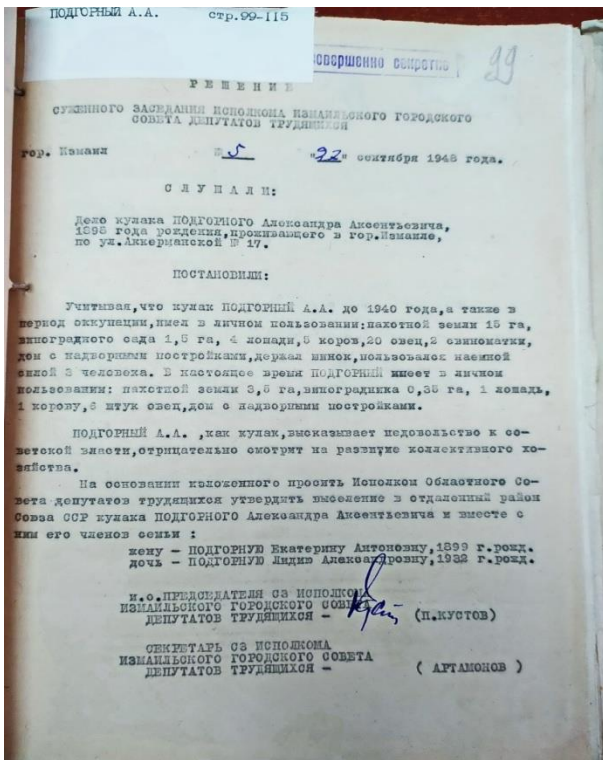 ПОДГОРНЫЙ А.А. стр.99-115
совершенно секретно
99
РЕШЕНИЕ
СУЖЕННОГО ЗАСЕДАНИЯ ИСПОЛКОМА ИЗМАИЛЬСКОГО ГОРОДСКОГО
СОВЕТА ДЕПУТАТОВ ТРУДЯЩИХСЯ
гор. Измаил № 5 "22" сентября 1948 года.
СЛУШАЛИ:
Дело кулака ПОДГОРНОГО Александра Аксентьевича,
1898 года рождения,проживающего в гор.Измаиле,
по ул.Аккерманской № 17.
ПОСТАНОВИЛИ:
Учитывая,что кулак ПОДГОРНЫЙ А.А. до 1940 года,а также в
период оккупации,имел в личном пользовании:пахотной земли 15 га,
виноградного сада 1,5 га, 4 лошади,5 коров,20 овец,2 свиноматки,
дом с надворными постройками,держал шинок,пользовался наемной
силой 3 человека. В настоящее время ПОДГОРНЫЙ имеет в личном
пользовании: пахотной земли 3,5 га,виноградника 0,35 га, 1 лошадь,
1 корову,6 штук овец,дом с надворными постройками.
ПОДГОРНЫЙ А.А. ,как кулак,высказывает недовольство к со-
ветской власти,отрицательно смотрит на развитие коллективного хо-
зяйства.
На основании изложенного просить Исполком Областного Со-
вета депутатов трудящихся утвердить выселение в отдаленный район
Союза ССР кулака ПОДГОРНОГО Александра Аксентьевича и вместе с
ним его членов семьи :
жену - ПОДГОРНУЮ Екатерину Антоновну,1899 г.рожд.
дочь - ПОДГОРНУЮ Лидию Александровну,1932 г.рожд.
и.о.ПРЕДСЕДАТЕЛЯ СЗ ИСПОЛКОМА
ИЗМАИЛЬСКОГО ГОРОДСКОГО СОВЕТА
ДЕПУТАТОВ ТРУДЯЩИХСЯ - (П.КУСТОВ)
СЕКРЕТАРЬ СЗ ИСПОЛКОМА
ИЗМАИЛЬСКОГО ГОРОДСКОГО СОВЕТА
ДЕПУТАТОВ ТРУДЯЩИХСЯ - ( АРТАМОНОВ )